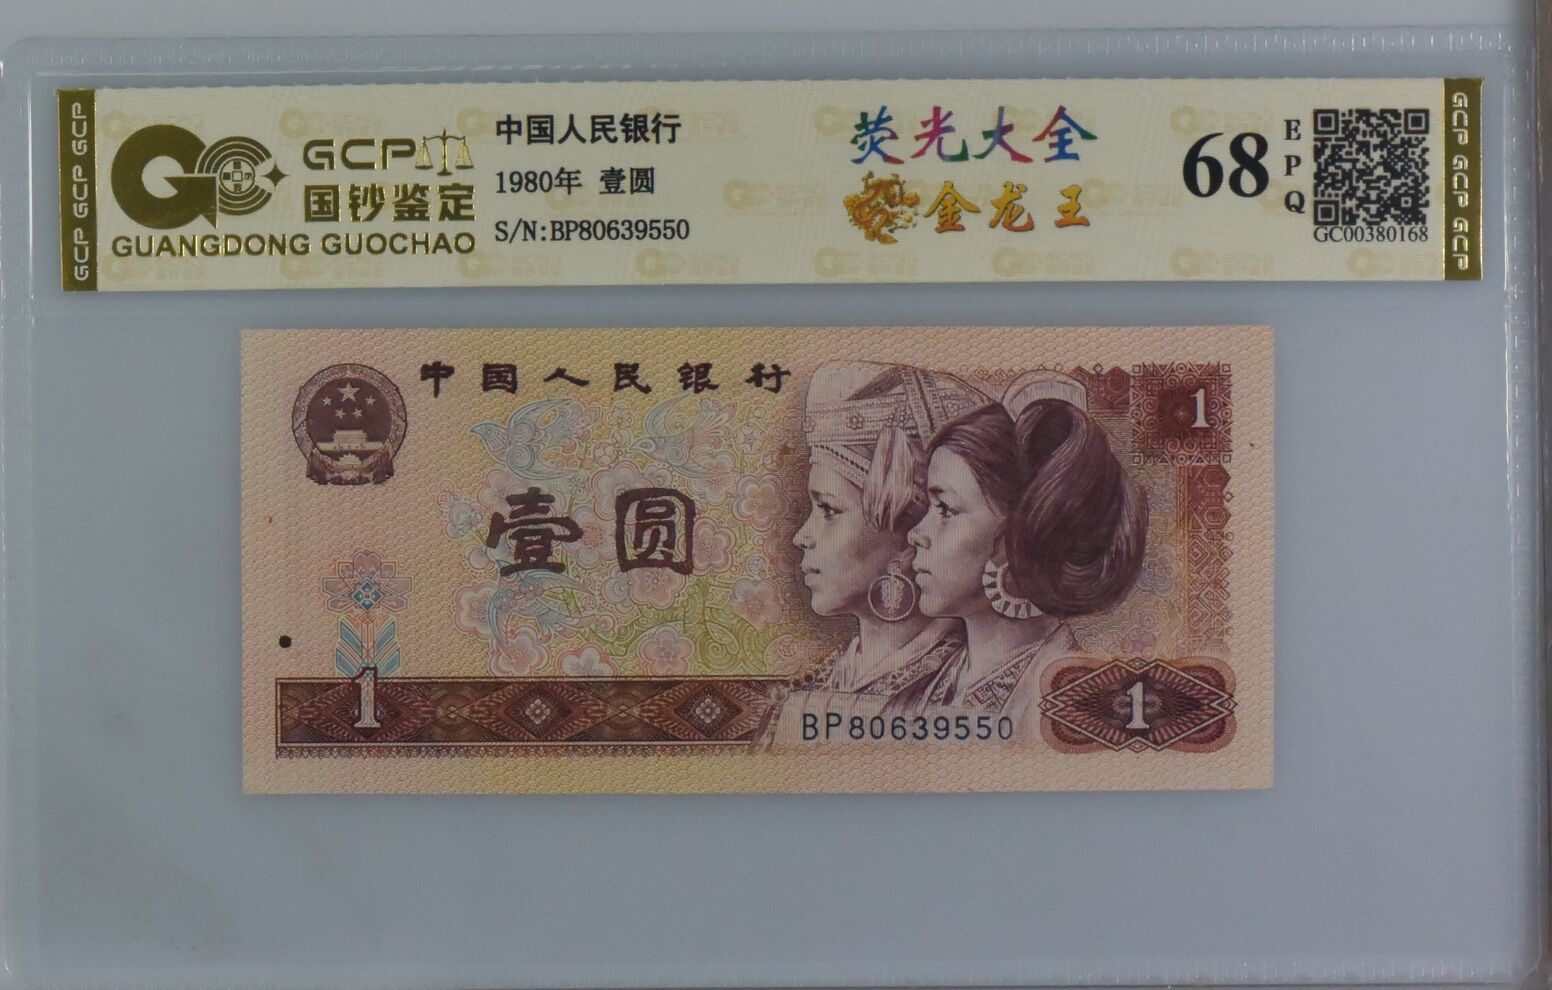 GCP GCP GCP
GCP
国钞鉴定
GUANGDONG GUOCHAO
中国人民银行
1980年 壹圆
S/N:BP80639550
荧光大全
金龙王
68
EPQ
GC00380168
GCP GCP GCP
中国人民银行
1
壹圆
1
BP80639550
1